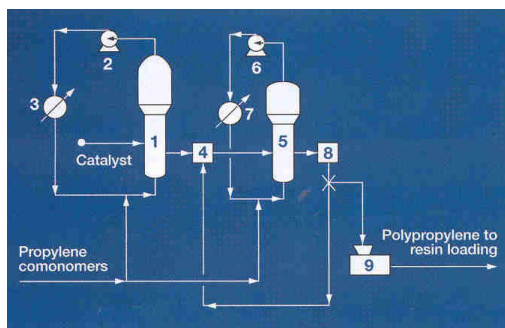 2
6
3
7
1
5
4
8
Catalyst
Propylene
comonomers
Polypropylene to
resin loading
9